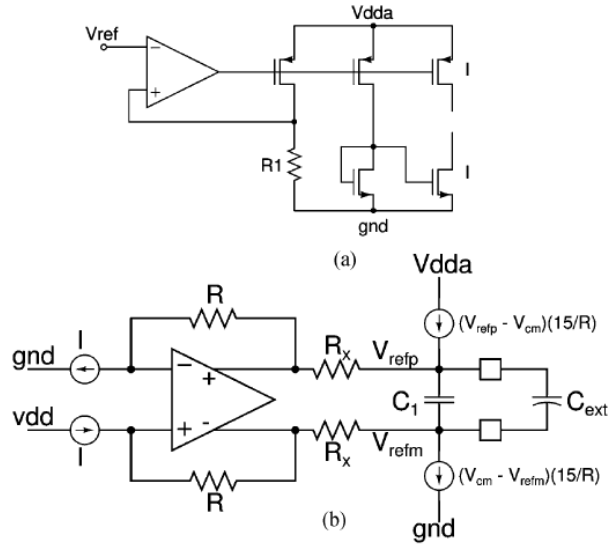 Vdda
Vref
−
+
I
R1
I
gnd
(a)
Vdda
R
(Vrefp - Vcm)(15/R)
I
gnd
−
+
Rx
Vrefp
C1
Cext
vdd
+
-
Rx
Vrefm
I
R
(Vcm - Vrefm)(15/R)
(b)
gnd